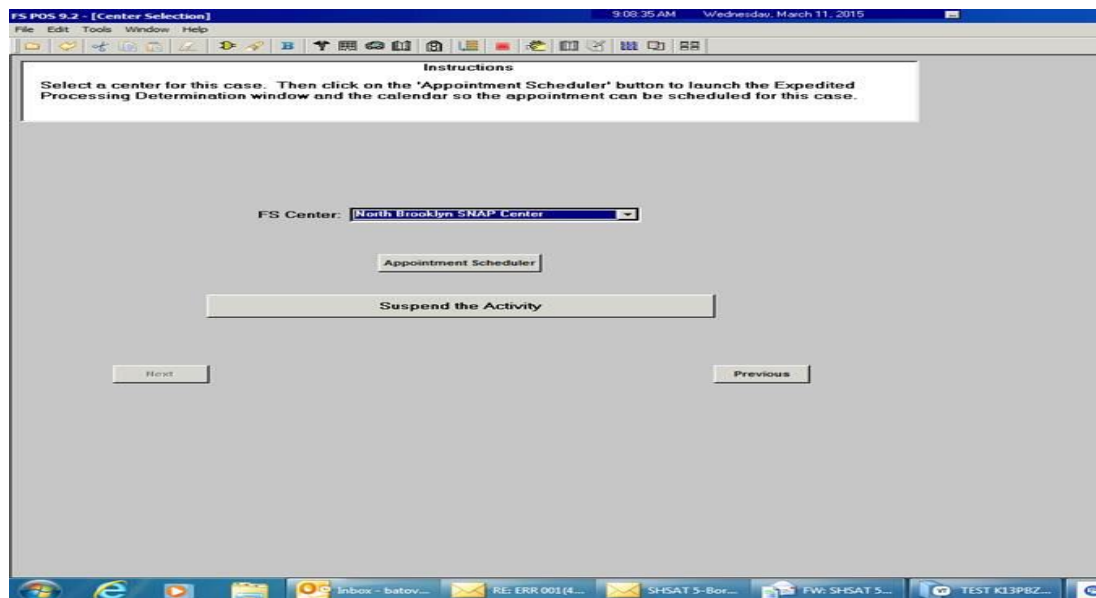 FS POS 9.2 - [Center Selection]
9:08:35 AM Wednesday, March 11, 2015
File Edit Tools Window Help
Instructions
Select a center for this case. Then click on the 'Appointment Scheduler' button to launch the Expedited
Processing Determination window and the calendar so the appointment can be scheduled for this case.
FS Center: North Brooklyn SNAP Center
Appointment Scheduler
Suspend the Activity
Next
Previous
Inbox - batov... RE: ERR 001(4... SHSAT 5-Bor... FW: SHSAT 5... TEST K13P8Z...